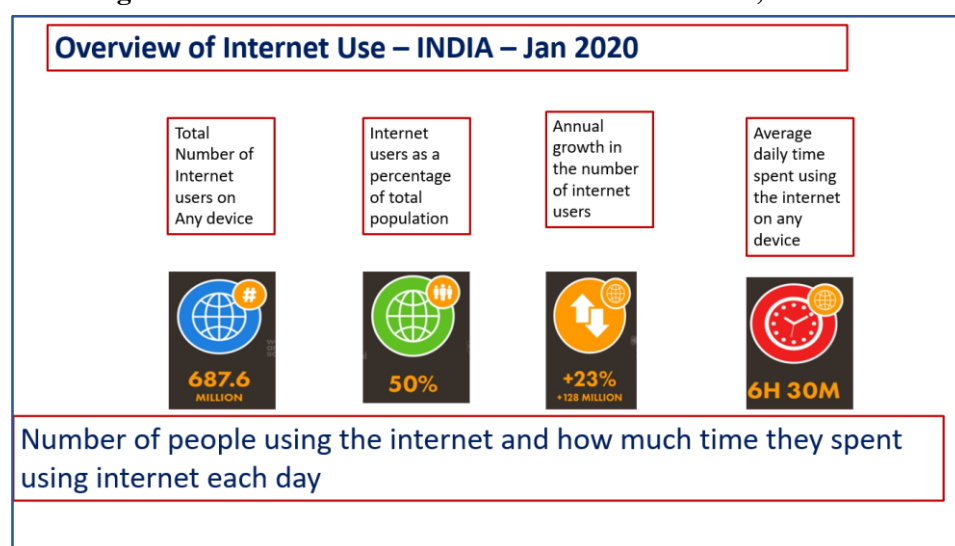 Overview of Internet Use – INDIA – Jan 2020
Total
Number of
Internet
users on
Any device
Internet
users as a
percentage
of total
population
Annual
growth in
the number
of internet
users
Average
daily time
spent using
the internet
on any
device
#
687.6
MILLION
50%
+23%
+128 MILLION
6H 30M
Number of people using the internet and how much time they spent
using internet each day